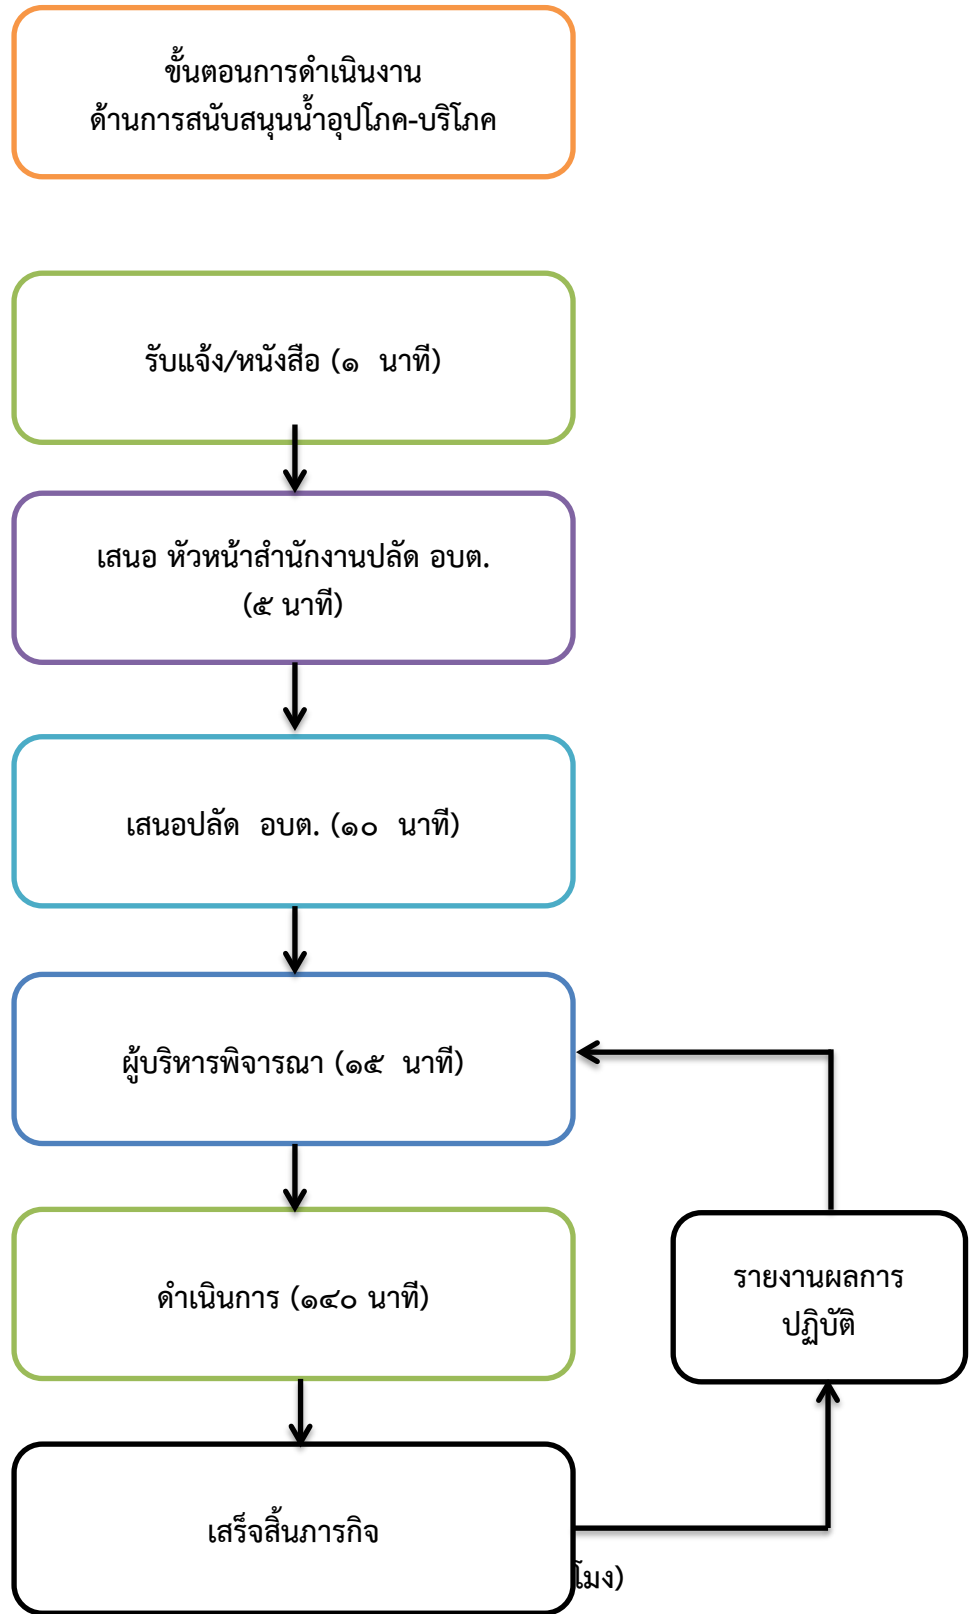 ขั้นตอนการดำเนินงาน
ด้านการสนับสนุนน้ำอุปโภค-บริโภค
รับแจ้ง/หนังสือ (๑ นาที)
เสนอ หัวหน้าสำนักงานปลัด อบต.
(๕ นาที)
เสนอปลัด อบต. (๑๐ นาที)
ผู้บริหารพิจารณา (๑๕ นาที)
ดำเนินการ (๑๔๐ นาที)
รายงานผลการ
ปฏิบัติ
เสร็จสิ้นภารกิจ
โมง)